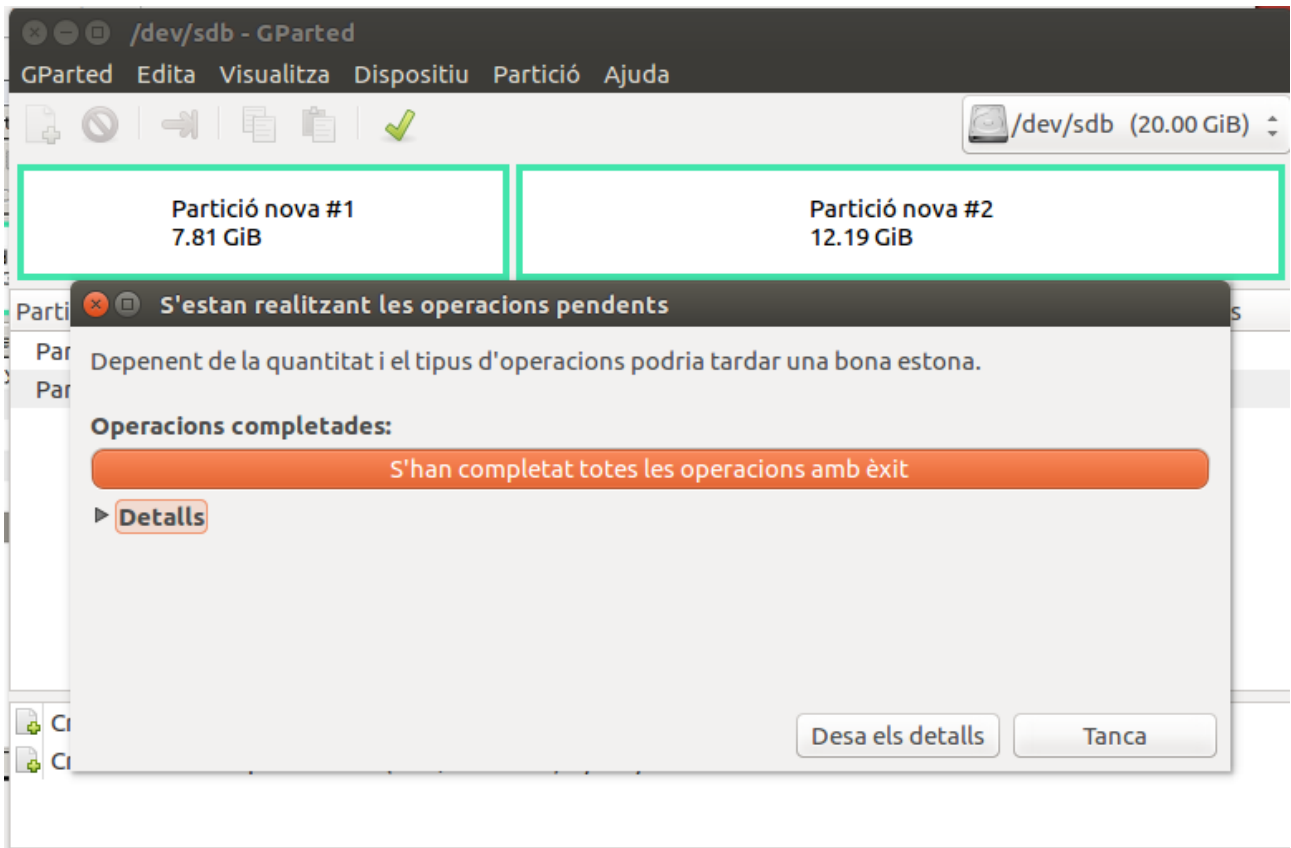 /dev/sdb - GParted
GParted Edita Visualitza Dispositiu Partició Ajuda
/dev/sdb (20.00 GiB)
Partició nova #1
7.81 GiB
Partició nova #2
12.19 GiB
S'estan realitzant les operacions pendents
Depenent de la quantitat i el tipus d'operacions podria tardar una bona estona.
Operacions completades:
S'han completat totes les operacions amb èxit
Detalls
Desa els detalls
Tanca